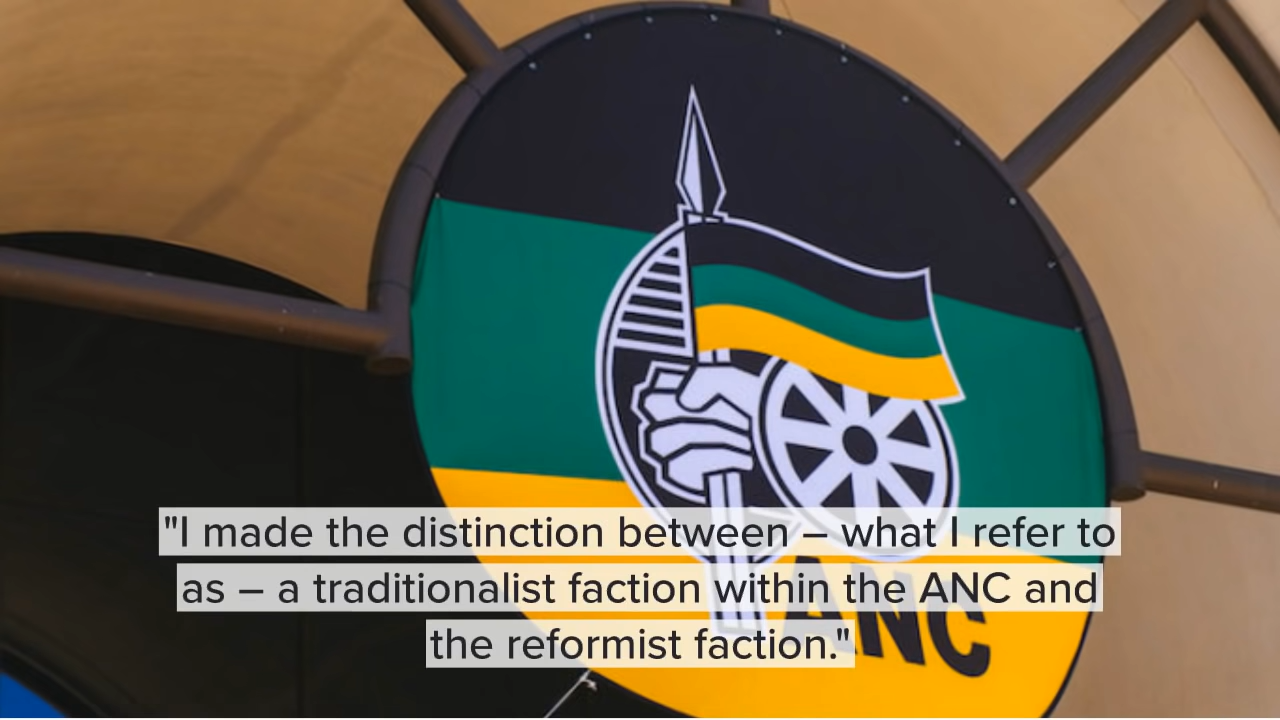 "I made the distinction between – what I refer to
as – a traditionalist faction within the ANC and
the reformist faction."
ANC